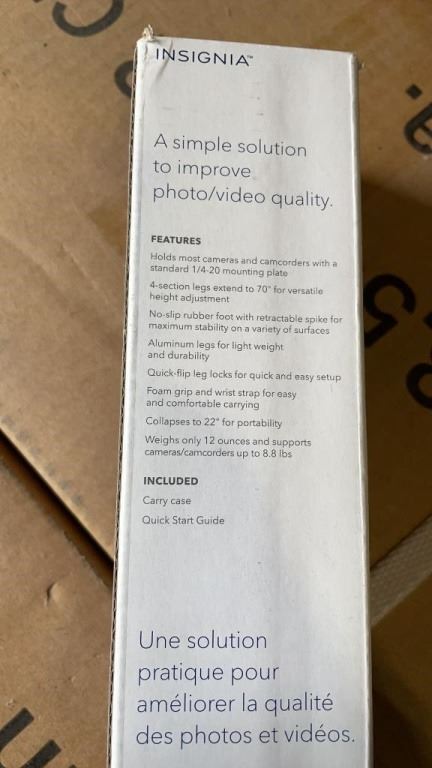 INSIGNIA™
A simple solution
to improve
photo/video quality.
FEATURES
Holds most cameras and camcorders with a
standard 1/4-20 mounting plate
4-section legs extend to 70" for versatile
height adjustment
No-slip rubber foot with retractable spike for
maximum stability on a variety of surfaces
Aluminum legs for light weight
and durability
Quick-flip leg locks for quick and easy setup
Foam grip and wrist strap for easy
and comfortable carrying
Collapses to 22" for portability
Weighs only 12 ounces and supports
cameras/camcorders up to 8.8 lbs
INCLUDED
Carry case
Quick Start Guide
Une solution
pratique pour
améliorer la qualité
des photos et vidéos.